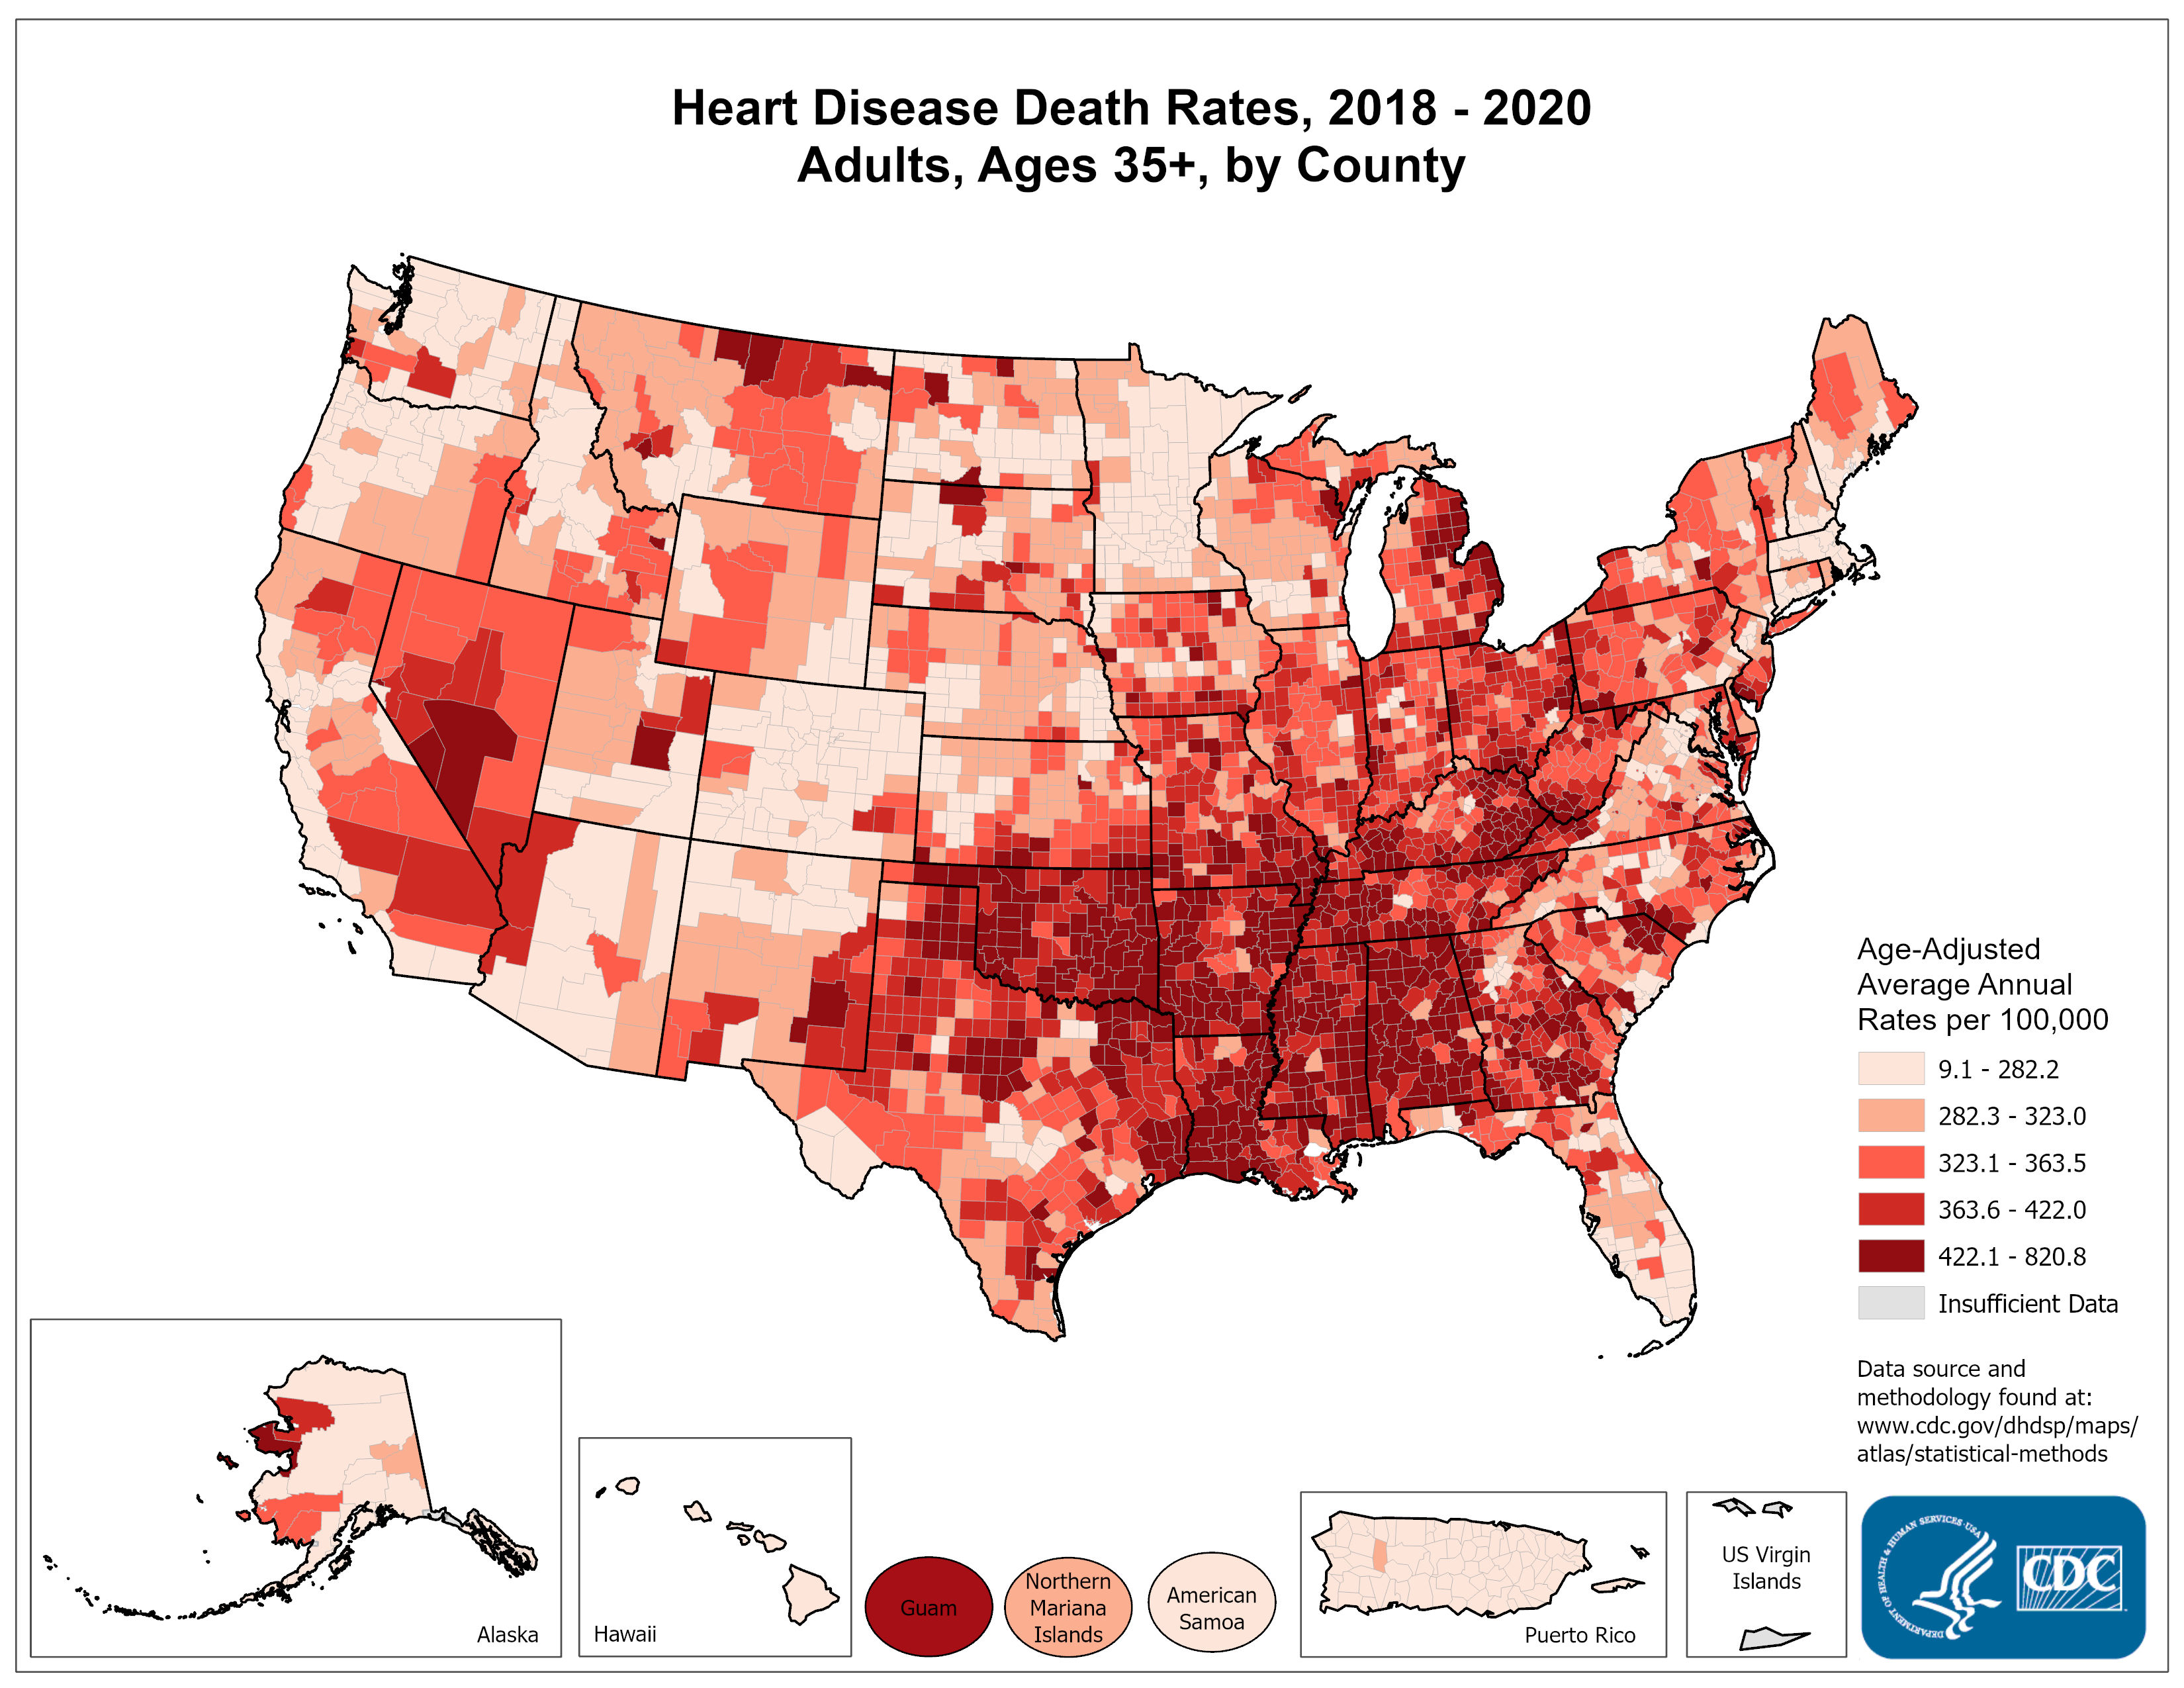 Heart Disease Death Rates, 2018 - 2020
Adults, Ages 35+, by County
Age-Adjusted
Average Annual
Rates per 100,000
9.1 - 282.2
282.3 - 323.0
323.1 - 363.5
363.6 - 422.0
422.1 - 820.8
Insufficient Data
Data source and
methodology found at:
www.cdc.gov/dhdsp/maps/
atlas/statistical-methods
Alaska
Hawaii
Guam
Northern
Mariana
Islands
American
Samoa
Puerto Rico
US Virgin
Islands
DEPARTMENT OF HEALTH & HUMAN SERVICES·USA
CDC